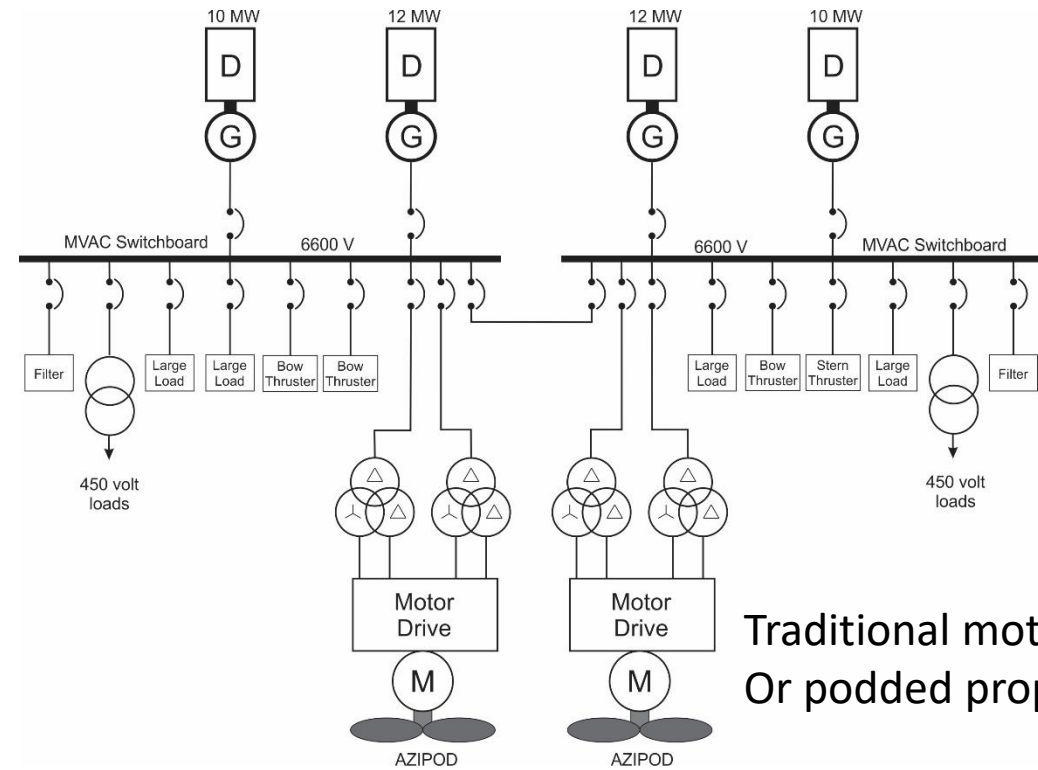 10 MW 12 MW 12 MW 10 MW
D D D D
G G G G
MVAC Switchboard 6600 V 6600 V MVAC Switchboard
Filter Large Load Large Load Bow Thruster Bow Thruster Large Load Bow Thruster Stern Thruster Large Load Filter
450 volt loads 450 volt loads
Motor Drive Motor Drive
Traditional mot
M M
Or podded prop
AZIPOD AZIPOD